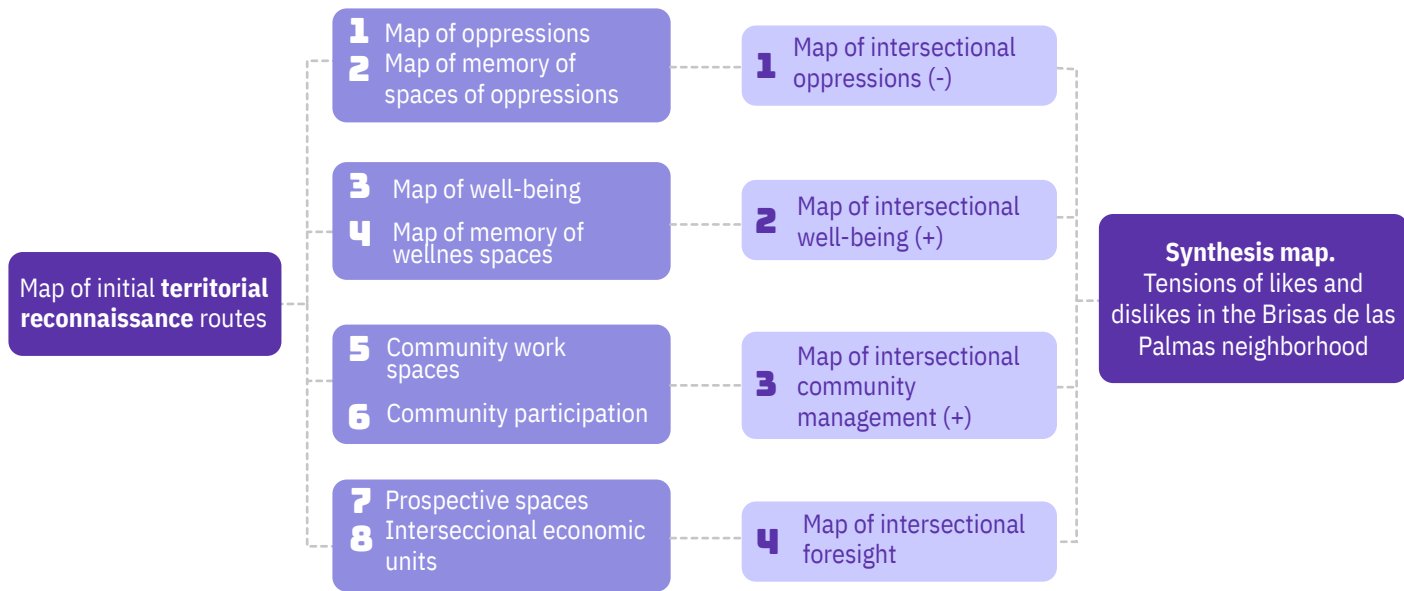 Map of initial territorial
reconnaissance routes
1 Map of oppressions
2 Map of memory of
spaces of oppressions
3 Map of well-being
4 Map of memory of
wellnes spaces
5 Community work
spaces
6 Community participation
7 Prospective spaces
8 Interseccional economic
units
1 Map of intersectional
oppressions (-)
2 Map of intersectional
well-being (+)
3 Map of intersectional
community
management (+)
4 Map of intersectional
foresight
Synthesis map.
Tensions of likes and
dislikes in the Brisas de las
Palmas neighborhood